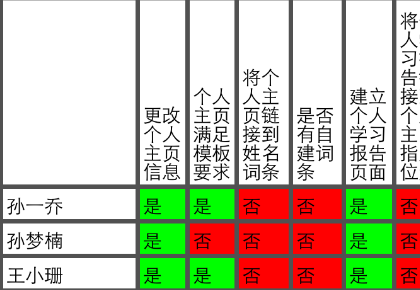 更改
个人
主页
信息
个人
主页
满足
模板
要求
将个
人主
页链
接到
姓名
词条
是否
有自
建词
条
建立
个人
学习
报告
页面
将
人
习
告
接
个
主
指
位
孙一乔 是 是 否 否 是 否
孙梦楠 是 否 否 否 是 否
王小珊 是 是 否 否 是 否